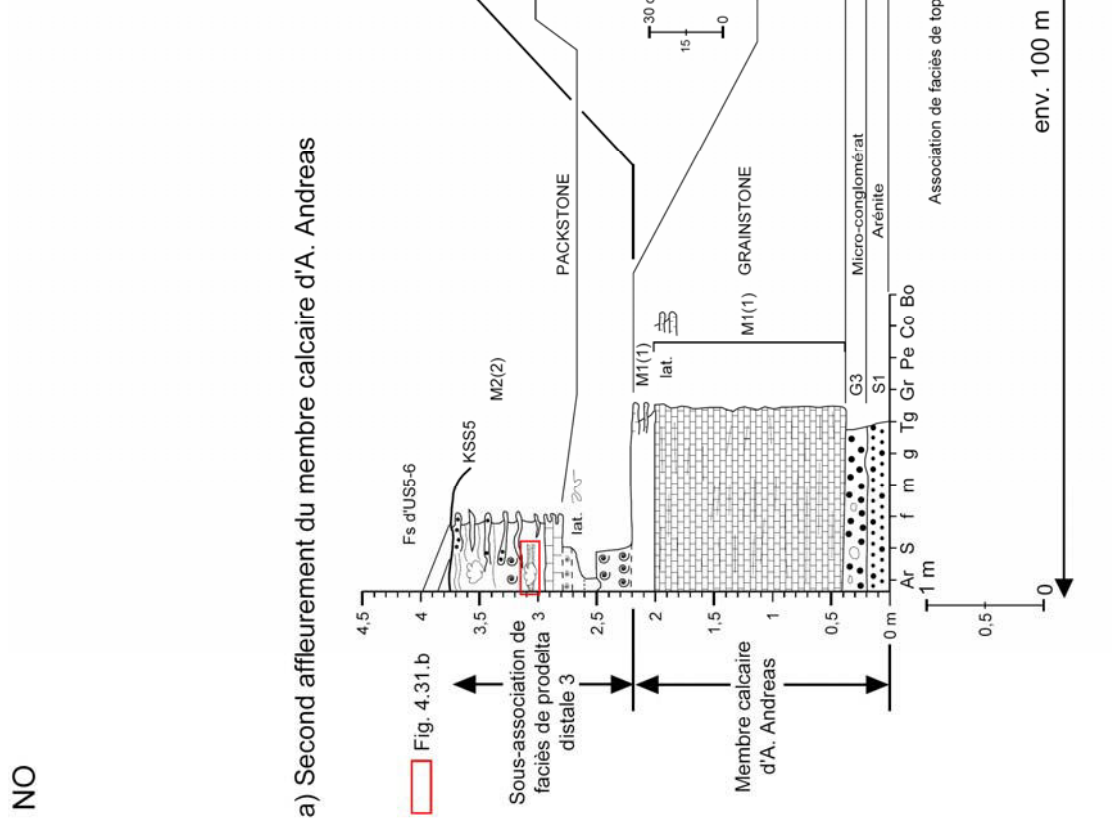 NO
a) Second affleurement du membre calcaire d'A. Andreas
Fig. 4.31.b
Fs d'US5-6
KSS5
M2(2)
PACKSTONE
Sous-association de
faciès de prodelta
distale 3
lat.
Membre calcaire
d'A. Andreas
M1(1)
lat.
M1(1)
GRAINSTONE
G3
Micro-conglomérat
S1
Arénite
4,5
4
3,5
3
2,5
2
1,5
1
0,5
0 m
Ar S f m g Tg Gr Pe Co Bo
30
15
0
1 m
0,5
0
Association de faciès de top
env. 100 m